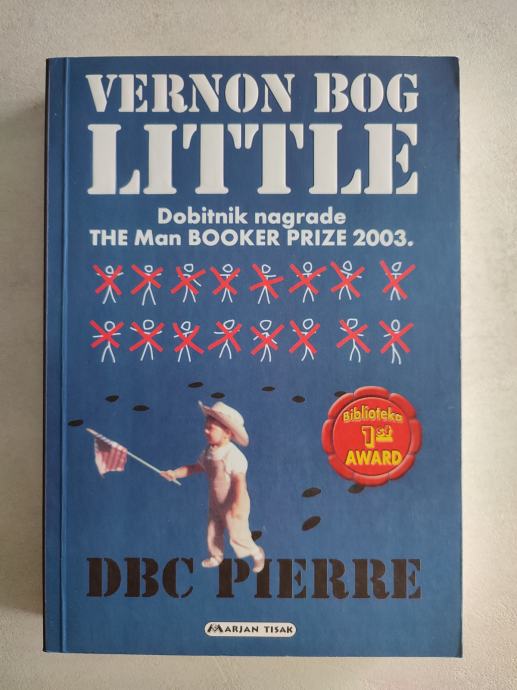 VERNON BOG
LITTLE
Dobitnik nagrade
THE Man BOOKER PRIZE 2003.
Biblioteka
1st
AWARD
DBC PIERRE
MARJAN TISAK